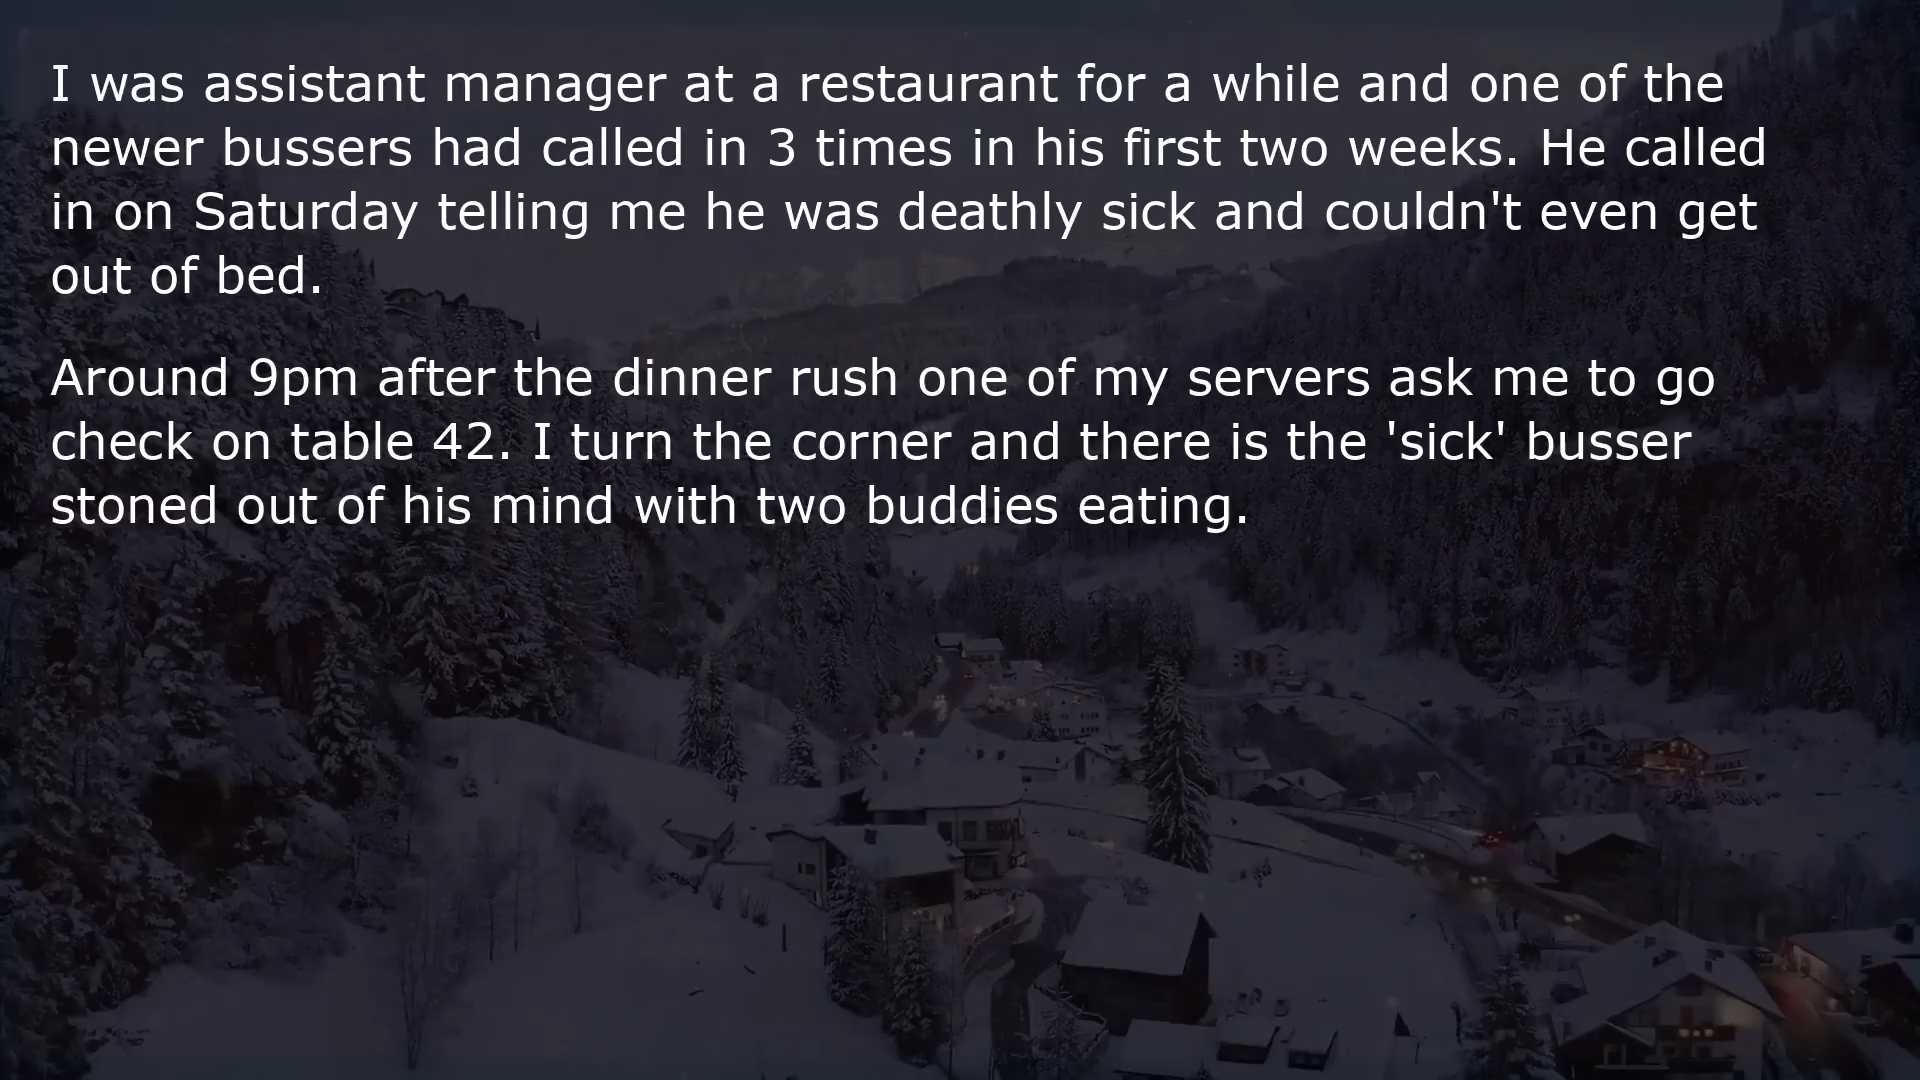 I was assistant manager at a restaurant for a while and one of the
newer bussers had called in 3 times in his first two weeks. He called
in on Saturday telling me he was deathly sick and couldn't even get
out of bed.
Around 9pm after the dinner rush one of my servers ask me to go
check on table 42. I turn the corner and there is the 'sick' busser
stoned out of his mind with two buddies eating.